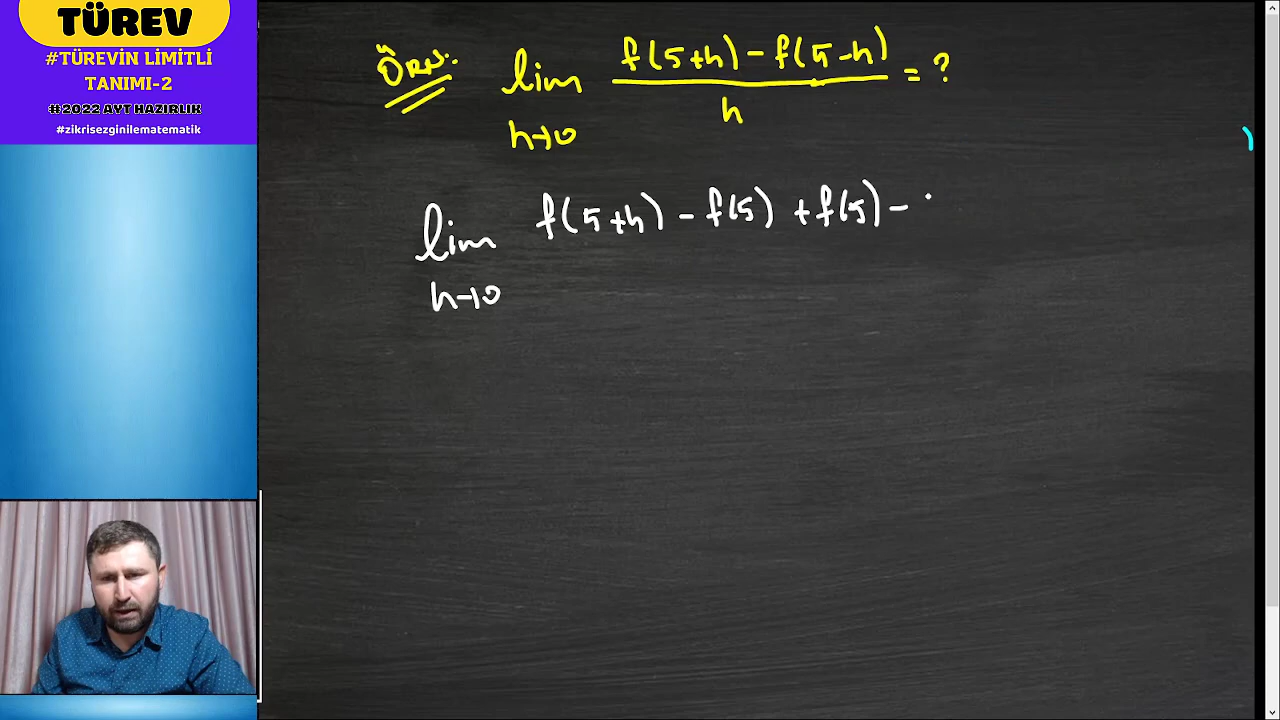 TÜREV
#TÜREVİN LİMİTLİ
TANIMI-2
#2022 AYT HAZIRLIK
#zikrisezginilematematik
ÖRN:
lim f(5+h) - f(5-h) = ?
h→0 h
lim f(5+h) - f(5) + f(5) -
h→0